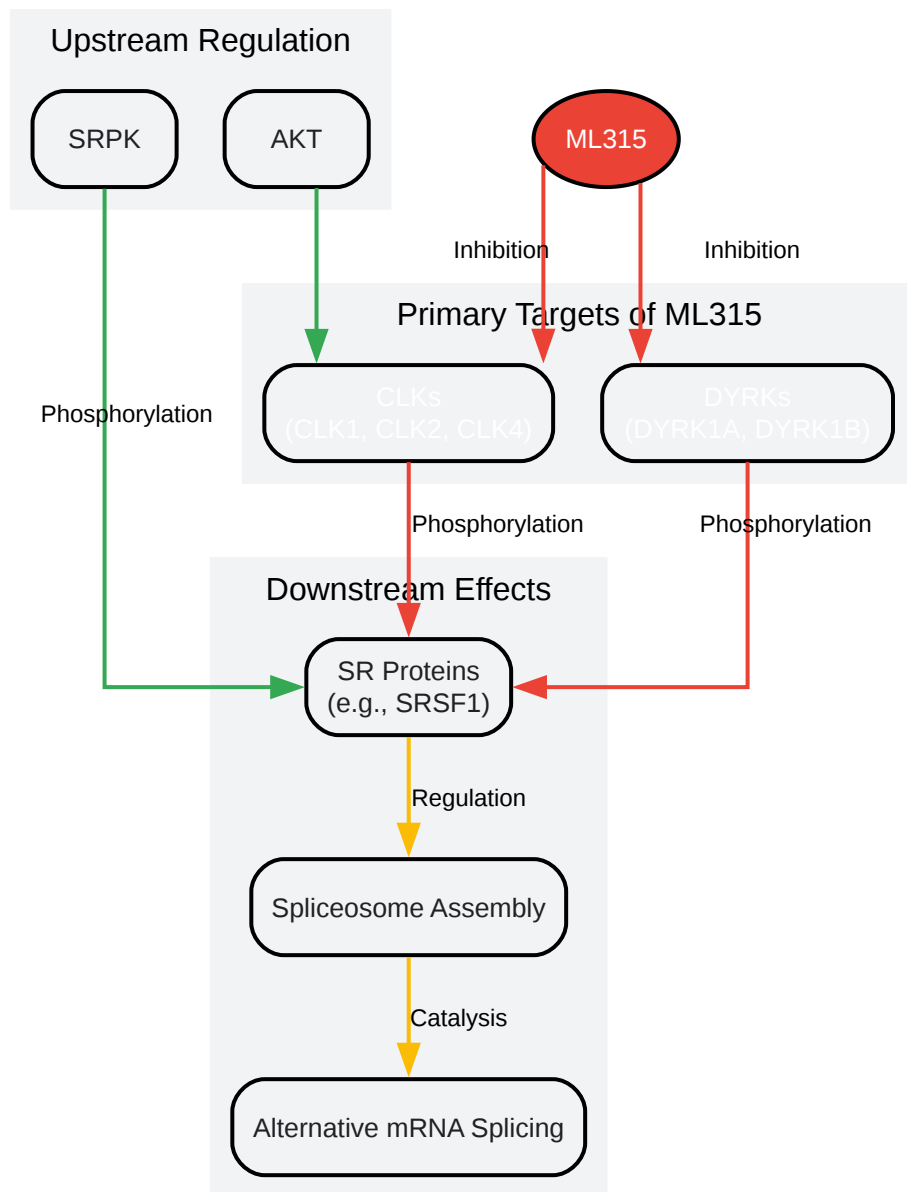 Upstream Regulation
SRPK
AKT
ML315
Inhibition
Inhibition
Primary Targets of ML315
CLKs
(CLK1, CLK2, CLK4)
DYRKs
(DYRK1A, DYRK1B)
Phosphorylation
Phosphorylation
Phosphorylation
Downstream Effects
SR Proteins
(e.g., SRSF1)
Regulation
Spliceosome Assembly
Catalysis
Alternative mRNA Splicing